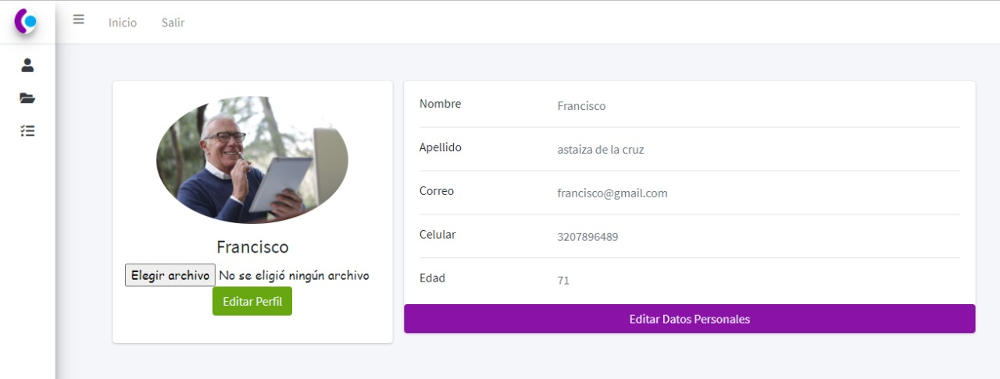 Inicio Salir
Francisco
Elegir archivo No se eligió ningún archivo
Editar Perfil
Nombre Francisco
Apellido astaiza de la cruz
Correo francisco@gmail.com
Celular 3207896489
Edad 71
Editar Datos Personales